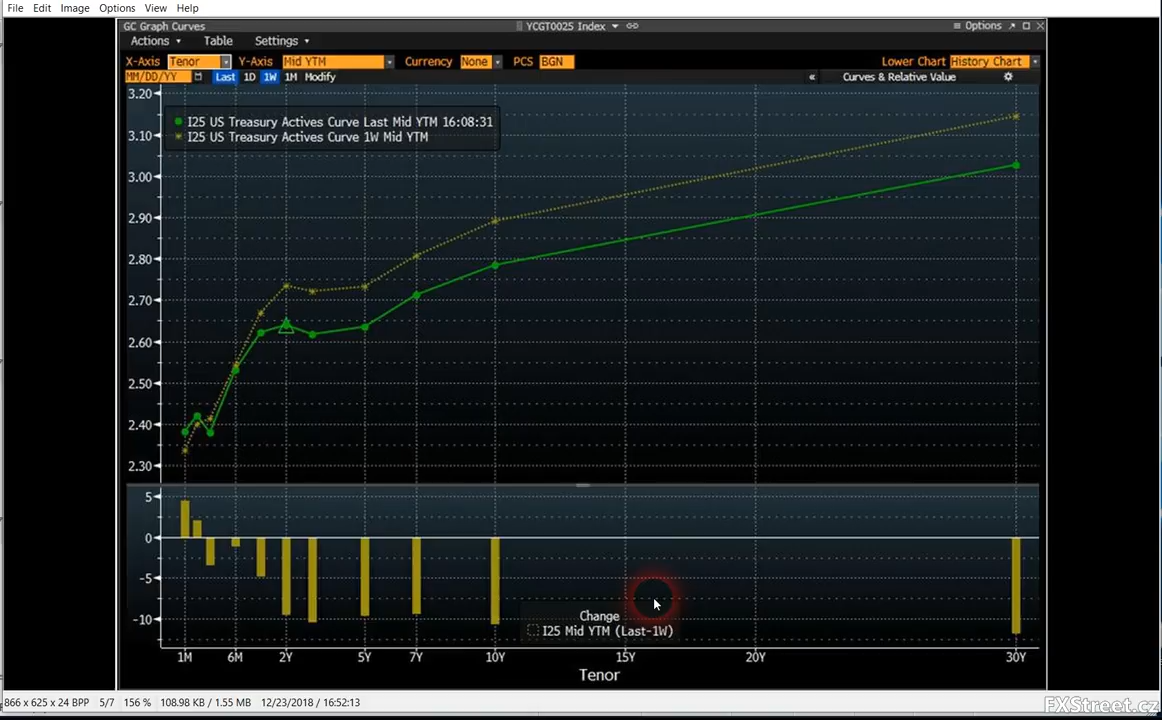 File Edit Image Options View Help
GC Graph Curves YCGT0025 Index Options
Actions Table Settings
X-Axis Tenor Y-Axis Mid YTM Currency None PCS BGN Lower Chart History Chart
MM/DD/YY Last 1D 1W 1M Modify « Curves & Relative Value
3.20
I25 US Treasury Actives Curve Last Mid YTM 16:08:31
3.10
I25 US Treasury Actives Curve 1W Mid YTM
3.00
2.90
2.80
2.70
2.60
2.50
2.40
2.30
5
0
-5
-10
Change
I25 Mid YTM (Last-1W)
1M 6M 2Y 5Y 7Y 10Y 15Y 20Y 30Y
Tenor
866 x 625 x 24 BPP 5/7 156 % 108.98 KB / 1.55 MB 12/23/2018 / 16:52:13
FXStreet.cz